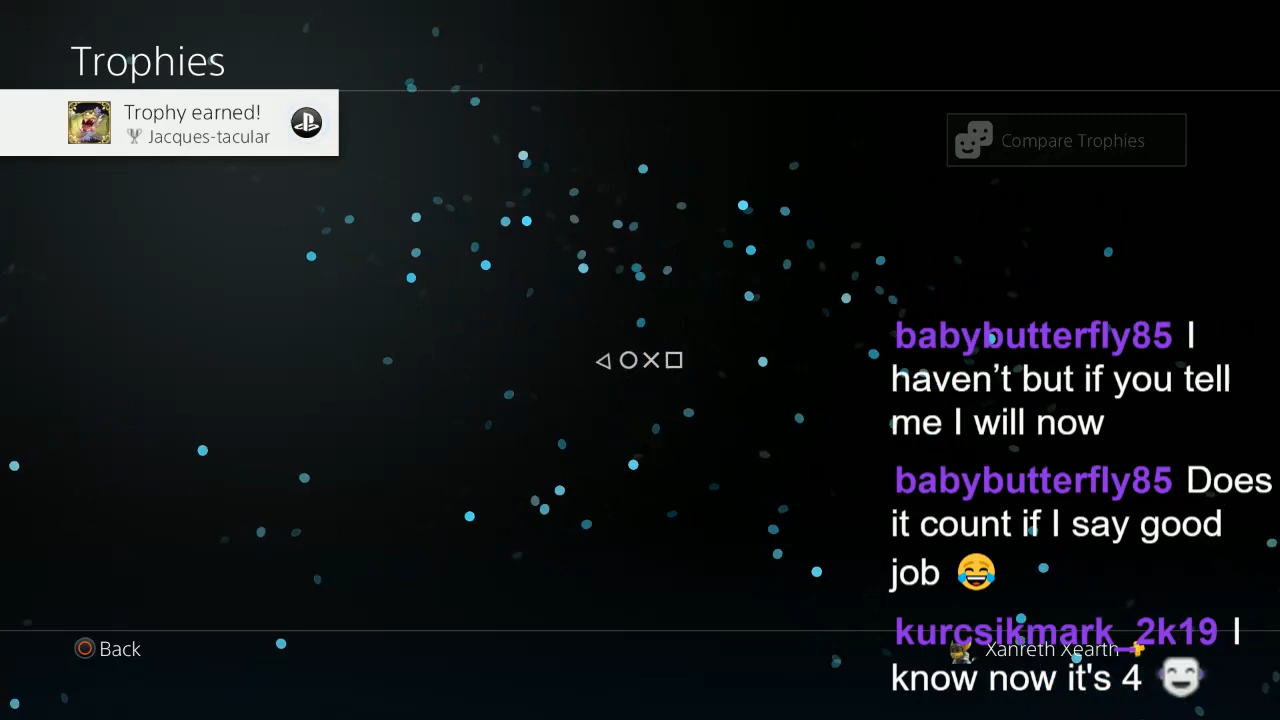 Trophies
Trophy earned!
Jacques-tacular
Compare Trophies
babybutterfly85 I
haven’t but if you tell
me I will now
babybutterfly85 Does
it count if I say good
job
kurcsikmark_2k19 I
know now it's 4
Back
Xanreth Xearth